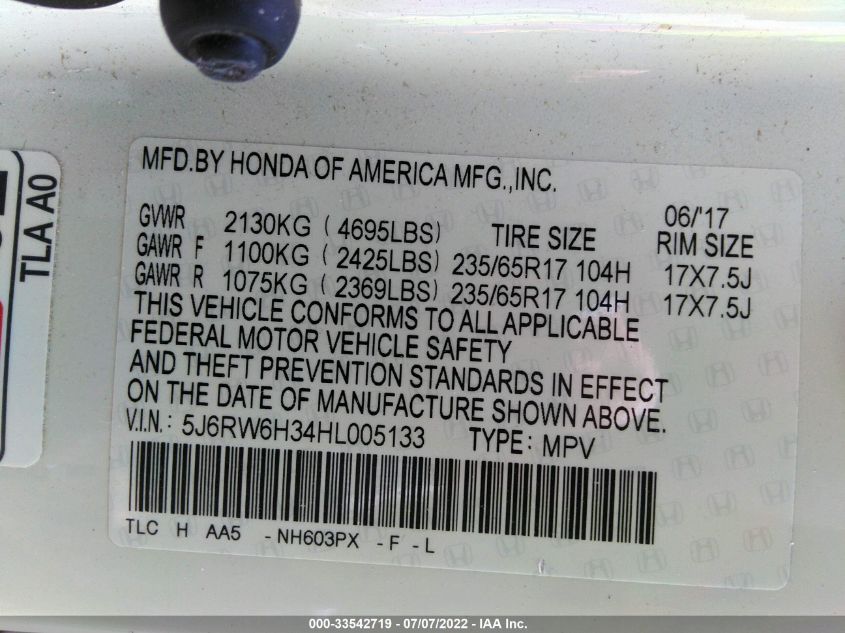 MFD.BY HONDA OF AMERICA MFG.,INC.
06/'17
GVWR 2130KG ( 4695LBS) TIRE SIZE RIM SIZE
GAWR F 1100KG ( 2425LBS) 235/65R17 104H 17X7.5J
GAWR R 1075KG ( 2369LBS) 235/65R17 104H 17X7.5J
THIS VEHICLE CONFORMS TO ALL APPLICABLE
FEDERAL MOTOR VEHICLE SAFETY
AND THEFT PREVENTION STANDARDS IN EFFECT
ON THE DATE OF MANUFACTURE SHOWN ABOVE.
V.I.N.: 5J6RW6H34HL005133 TYPE: MPV
TLC H AA5 -NH603PX -F -L
TLA A0
000-33542719 - 07/07/2022 - IAA Inc.